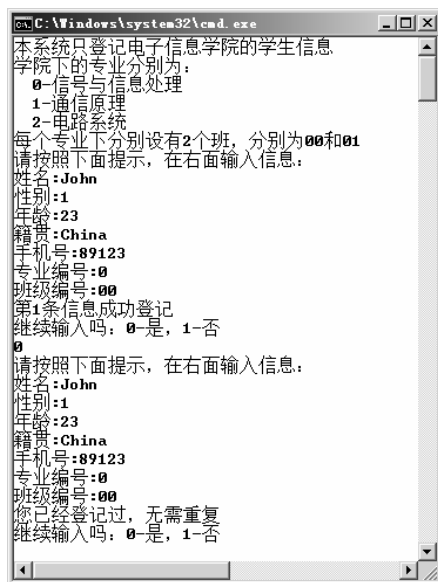 C:\Windows\system32\cmd.exe
本系统只登记电子信息学院的学生信息
学院下的专业分别为：
0-信号与信息处理
1-通信原理
2-电路系统
每个专业下分别设有2个班，分别为00和01
请按照下面提示，在右面输入信息：
姓名:John
性别:1
年龄:23
籍贯:China
手机号:89123
专业编号:0
班级编号:00
第1条信息成功登记
继续输入吗：0-是，1-否
0
请按照下面提示，在右面输入信息：
姓名:John
性别:1
年龄:23
籍贯:China
手机号:89123
专业编号:0
班级编号:00
您已经登记过，无需重复
继续输入吗：0-是，1-否